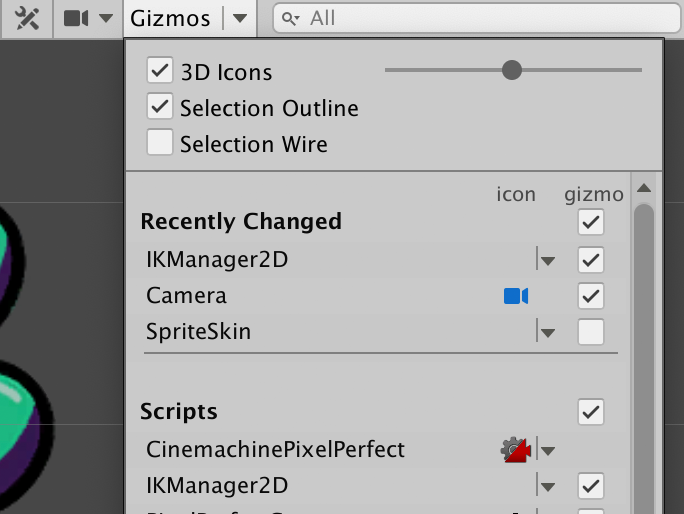 Gizmos All
3D Icons
Selection Outline
Selection Wire
icon gizmo
Recently Changed
IKManager2D
Camera
SpriteSkin
Scripts
CinemachinePixelPerfect
IKManager2D